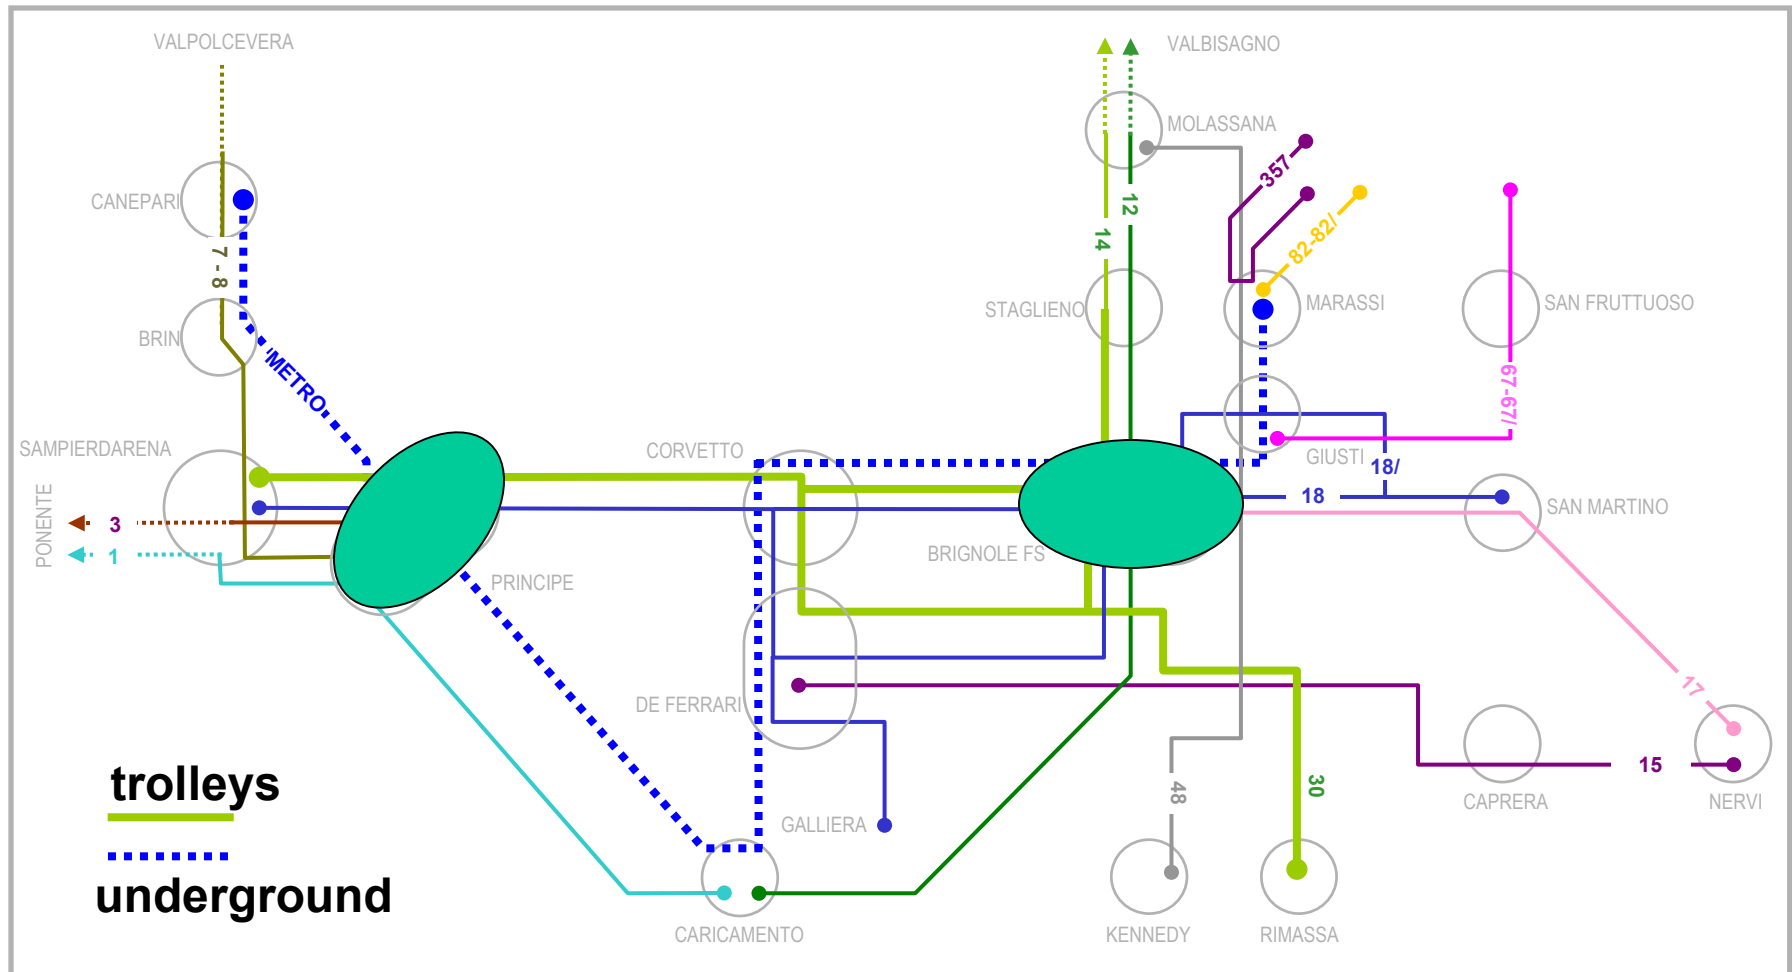 VALPOLCEVERA
VALBISAGNO
MOLASSANA
357
CANEPARI
12
82-82/
14
7 - 8
STAGLIENO
MARASSI
SAN FRUTTUOSO
BRIN
METRO
67-67/
SAMPIERDARENA
CORVETTO
GIUSTI
18/
18
SAN MARTINO
PONENTE
3
1
BRIGNOLE FS
PRINCIPE
DE FERRARI
17
trolleys
15
48
30
CAPRERA
NERVI
GALLIERA
underground
CARICAMENTO
KENNEDY
RIMASSA